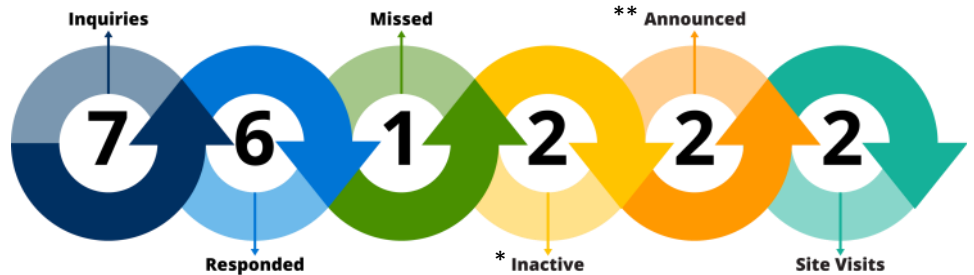 Inquiries Missed ** Announced
7 6 1 2 2 2
Responded * Inactive Site Visits